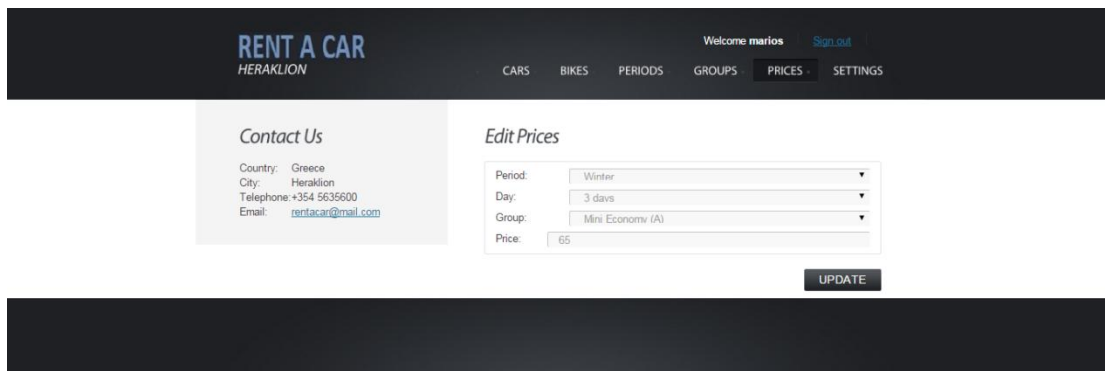 RENT A CAR
HERAKLION
Welcome marios
Sign out
CARS BIKES PERIODS GROUPS PRICES SETTINGS
Contact Us
Country: Greece
City: Heraklion
Telephone:+354 5635600
Email: rentacar@mail.com
Edit Prices
Period: Winter
Day: 3 days
Group: Mini Economy (A)
Price: 65
UPDATE